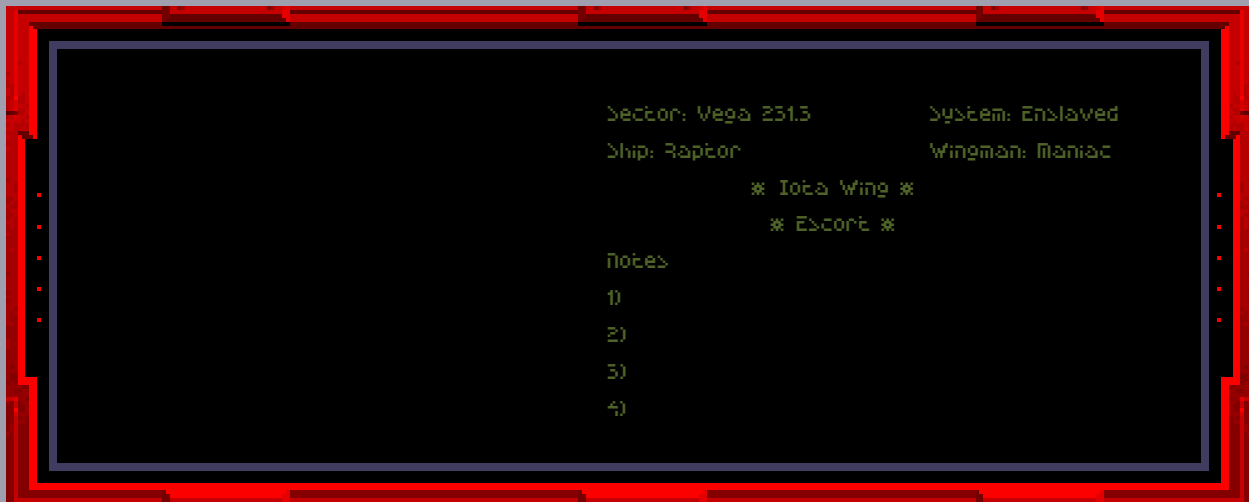 Sector: Vega 231.3 System: Enslaved
Ship: Raptor Wingman: Maniac
* Iota Wing *
* Escort *
Notes
1)
2)
3)
4)